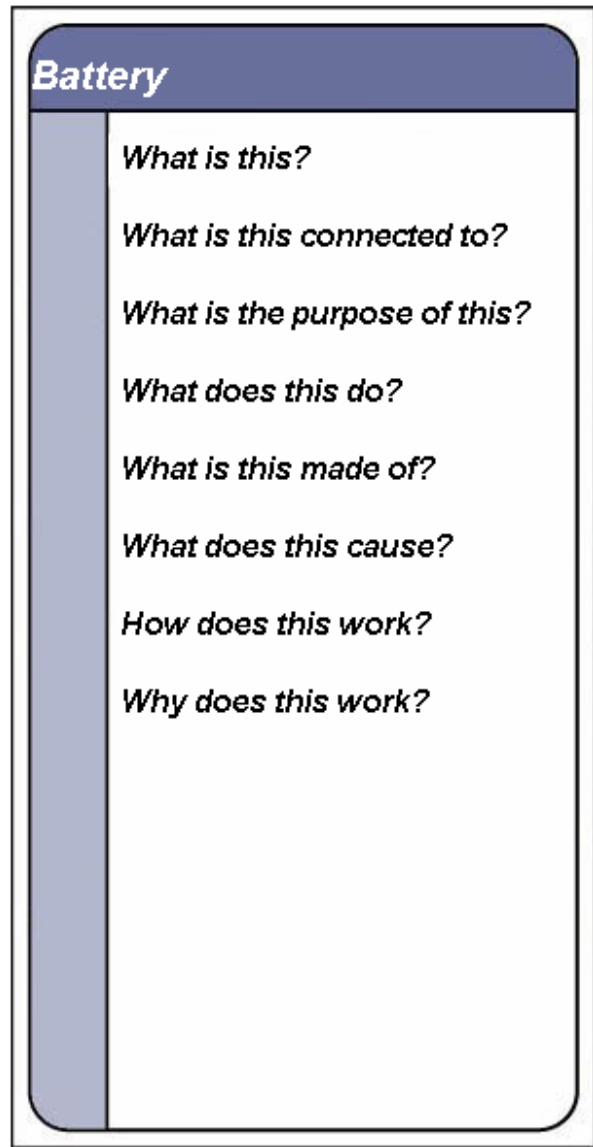 Battery
What is this?
What is this connected to?
What is the purpose of this?
What does this do?
What is this made of?
What does this cause?
How does this work?
Why does this work?